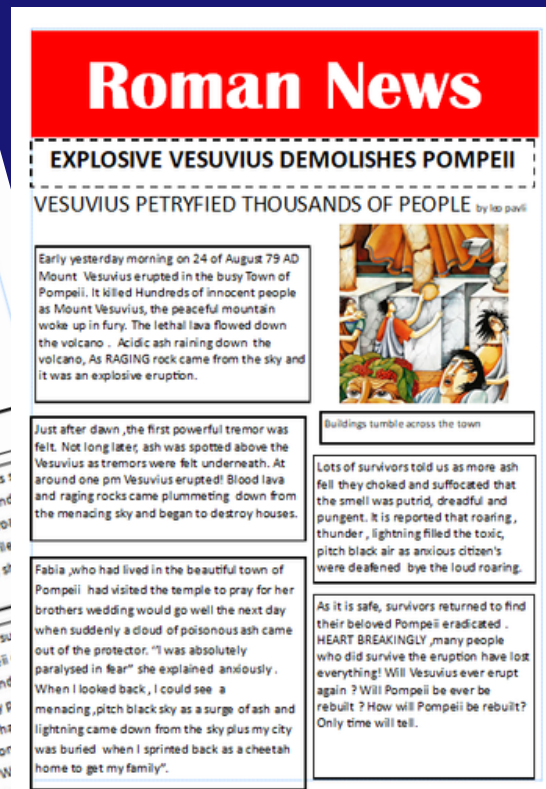 Roman News
EXPLOSIVE VESUVIUS DEMOLISHES POMPEII
VESUVIUS PETRYFIED THOUSANDS OF PEOPLE by leo pavli
Early yesterday morning on 24 of August 79 AD
Mount Vesuvius erupted in the busy Town of
Pompeii. It killed Hundreds of innocent people
as Mount Vesuvius, the peaceful mountain
woke up in fury. The lethal lava flowed down
the volcano . Acidic ash raining down the
volcano, As RAGING rock came from the sky and
it was an explosive eruption.
Just after dawn ,the first powerful tremor was
felt. Not long later, ash was spotted above the
Vesuvius as tremors were felt underneath. At
around one pm Vesuvius erupted! Blood lava
and raging rocks came plummeting down from
the menacing sky and began to destroy houses.
Fabia ,who had lived in the beautiful town of
Pompeii had visited the temple to pray for her
brothers wedding would go well the next day
when suddenly a cloud of poisonous ash came
out of the protector. “I was absolutely
paralysed in fear” she explained anxiously .
When I looked back , I could see a
menacing ,pitch black sky as a surge of ash and
lightning came down from the sky plus my city
was buried when I sprinted back as a cheetah
home to get my family”.
Buildings tumble across the town
Lots of survivors told us as more ash
fell they choked and suffocated that
the smell was putrid, dreadful and
pungent. It is reported that roaring ,
thunder , lightning filled the toxic,
pitch black air as anxious citizen's
were deafened bye the loud roaring.
As it is safe, survivors returned to find
their beloved Pompeii eradicated .
HEART BREAKINGLY ,many people
who did survive the eruption have lost
everything! Will Vesuvius ever erupt
again ? Will Pompeii be ever be
rebuilt ? How will Pompeii be rebuilt?
Only time will tell.